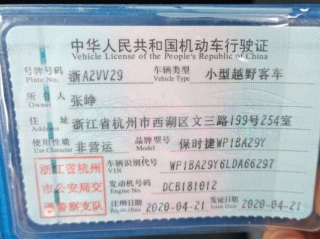 中华人民共和国机动车行驶证
Vehicle License of the People's Republic of China
号牌号码 浙A2VV29 车辆类型 小型越野客车
Plate No. Vehicle Type
所有人 张峥
Owner
住址 浙江省杭州市西湖区文三路199号254室
Address
使用性质 非营运 品牌型号 保时捷WP1BA29Y
Use Character Model
浙江省杭州 车辆识别代号 WP1BA29Y6LDA66297
VIN
市公安局交 发动机号码 DCB181012
Engine No.
通警察支队 注册日期 2020-04-21 发证日期 2020-04-21